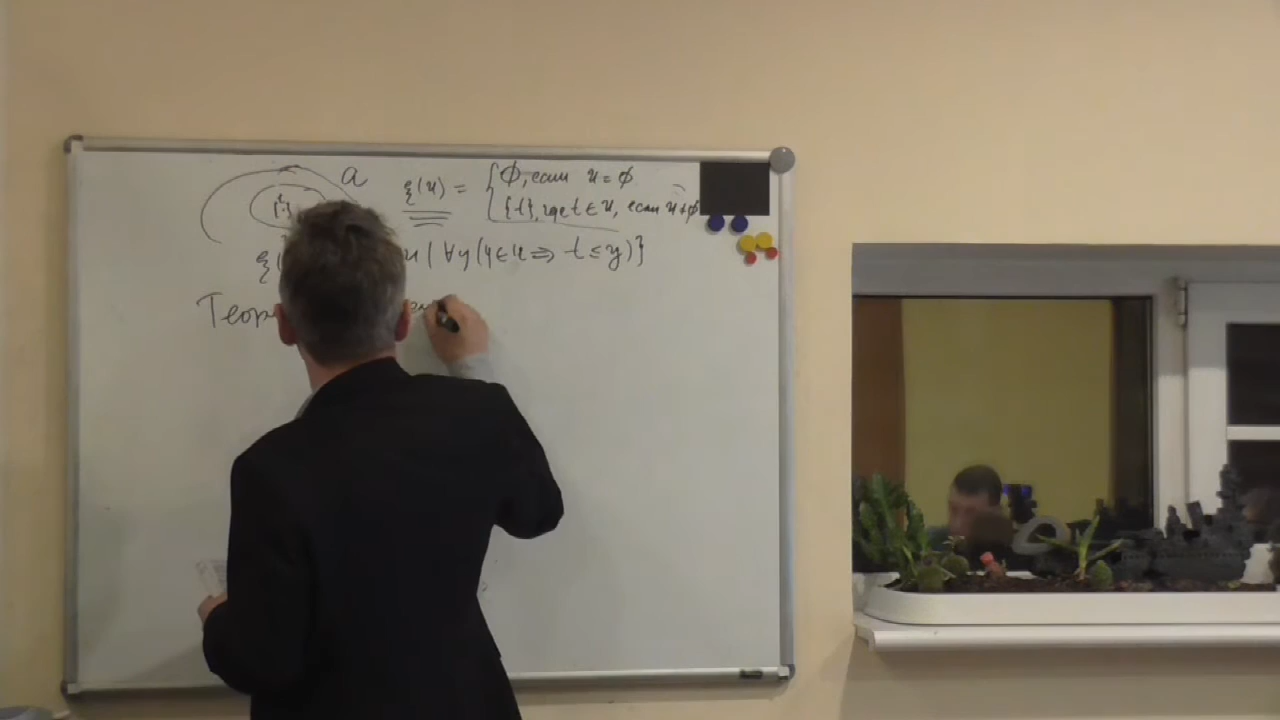 a ξ(u) = { ∅, если u = ∅
{t}, где t ∈ u, если u ≠ ∅
{·}
ξ( u | ∀y (y ∈ u ⇒ t ≤ y)}
Теор